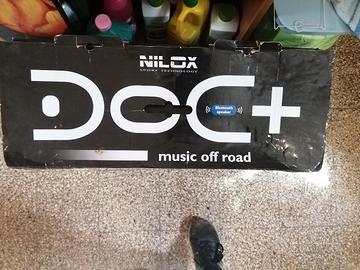 NILOX
SPORT TECHNOLOGY
DOC+
Bluetooth
speaker
music off road